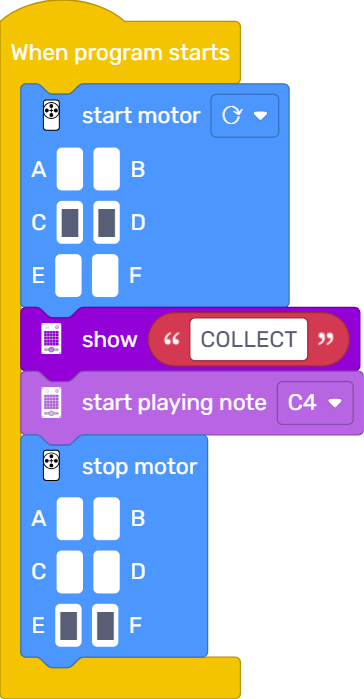 When program starts
start motor
A B
C D
E F
show “ COLLECT ”
start playing note C4
stop motor
A B
C D
E F